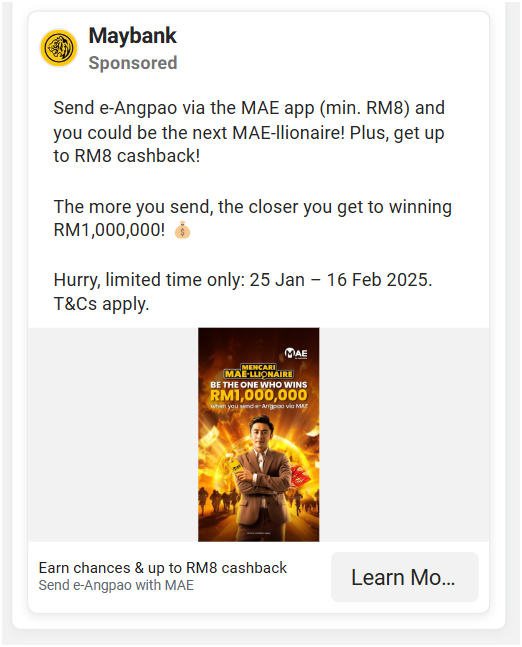 Maybank
Sponsored
Send e-Angpao via the MAE app (min. RM8) and
you could be the next MAE-llionaire! Plus, get up
to RM8 cashback!
The more you send, the closer you get to winning
RM1,000,000! 💰
Hurry, limited time only: 25 Jan – 16 Feb 2025.
T&Cs apply.
MAE
MENCARI
MAE-LLIONAIRE
BE THE ONE WHO WINS
RM1,000,000
when you send e-Angpao via MAE
Earn chances & up to RM8 cashback
Send e-Angpao with MAE
Learn Mo...